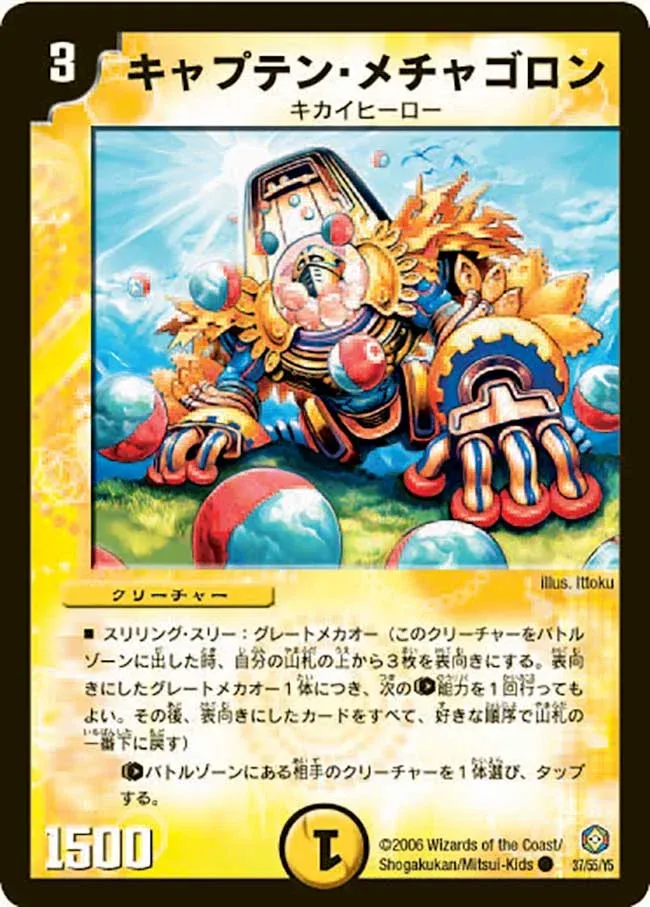 3
キャプテン・メチャゴロン
キカイヒーロー
illus. Ittoku
クリーチャー
■ スリリング・スリー：グレートメカオー（このクリーチャーをバトル
ゾーンに出した時、自分の山札の上から３枚を表向きにする。表向
きにしたグレートメカオー１体につき、次の能力を１回行っても
よい。その後、表向きにしたカードをすべて、好きな順序で山札の
一番下に戻す）
バトルゾーンにある相手のクリーチャーを１体選び、タップ
する。
1500
1
©2006 Wizards of the Coast/
Shogakukan/Mitsui-Kids
37/55/Y5